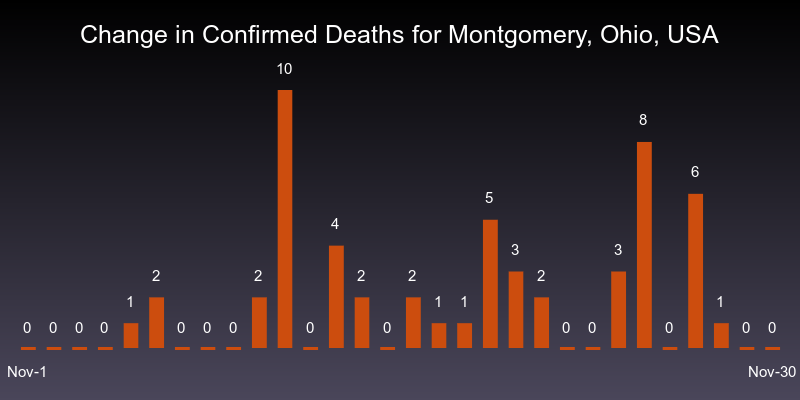 Change in Confirmed Deaths for Montgomery, Ohio, USA
0 0 0 0 1 2 0 0 0 2 10 0 4 2 0 2 1 1 5 3 2 0 0 3 8 0 6 1 0 0
Nov-1 Nov-30